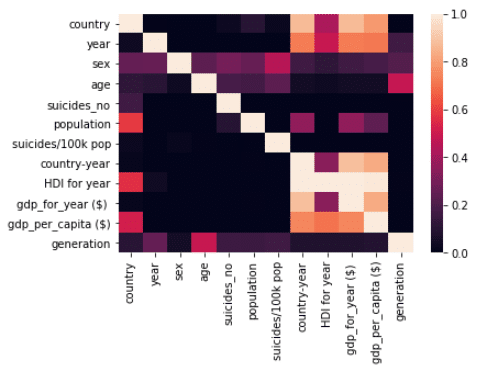 country
year
sex
age
suicides_no
population
suicides/100k pop
country-year
HDI for year
gdp_for_year ($)
gdp_per_capita ($)
generation
country
year
sex
age
suicides_no
population
suicides/100k pop
country-year
HDI for year
gdp_for_year ($)
gdp_per_capita ($)
generation
1.0
0.8
0.6
0.4
0.2
0.0